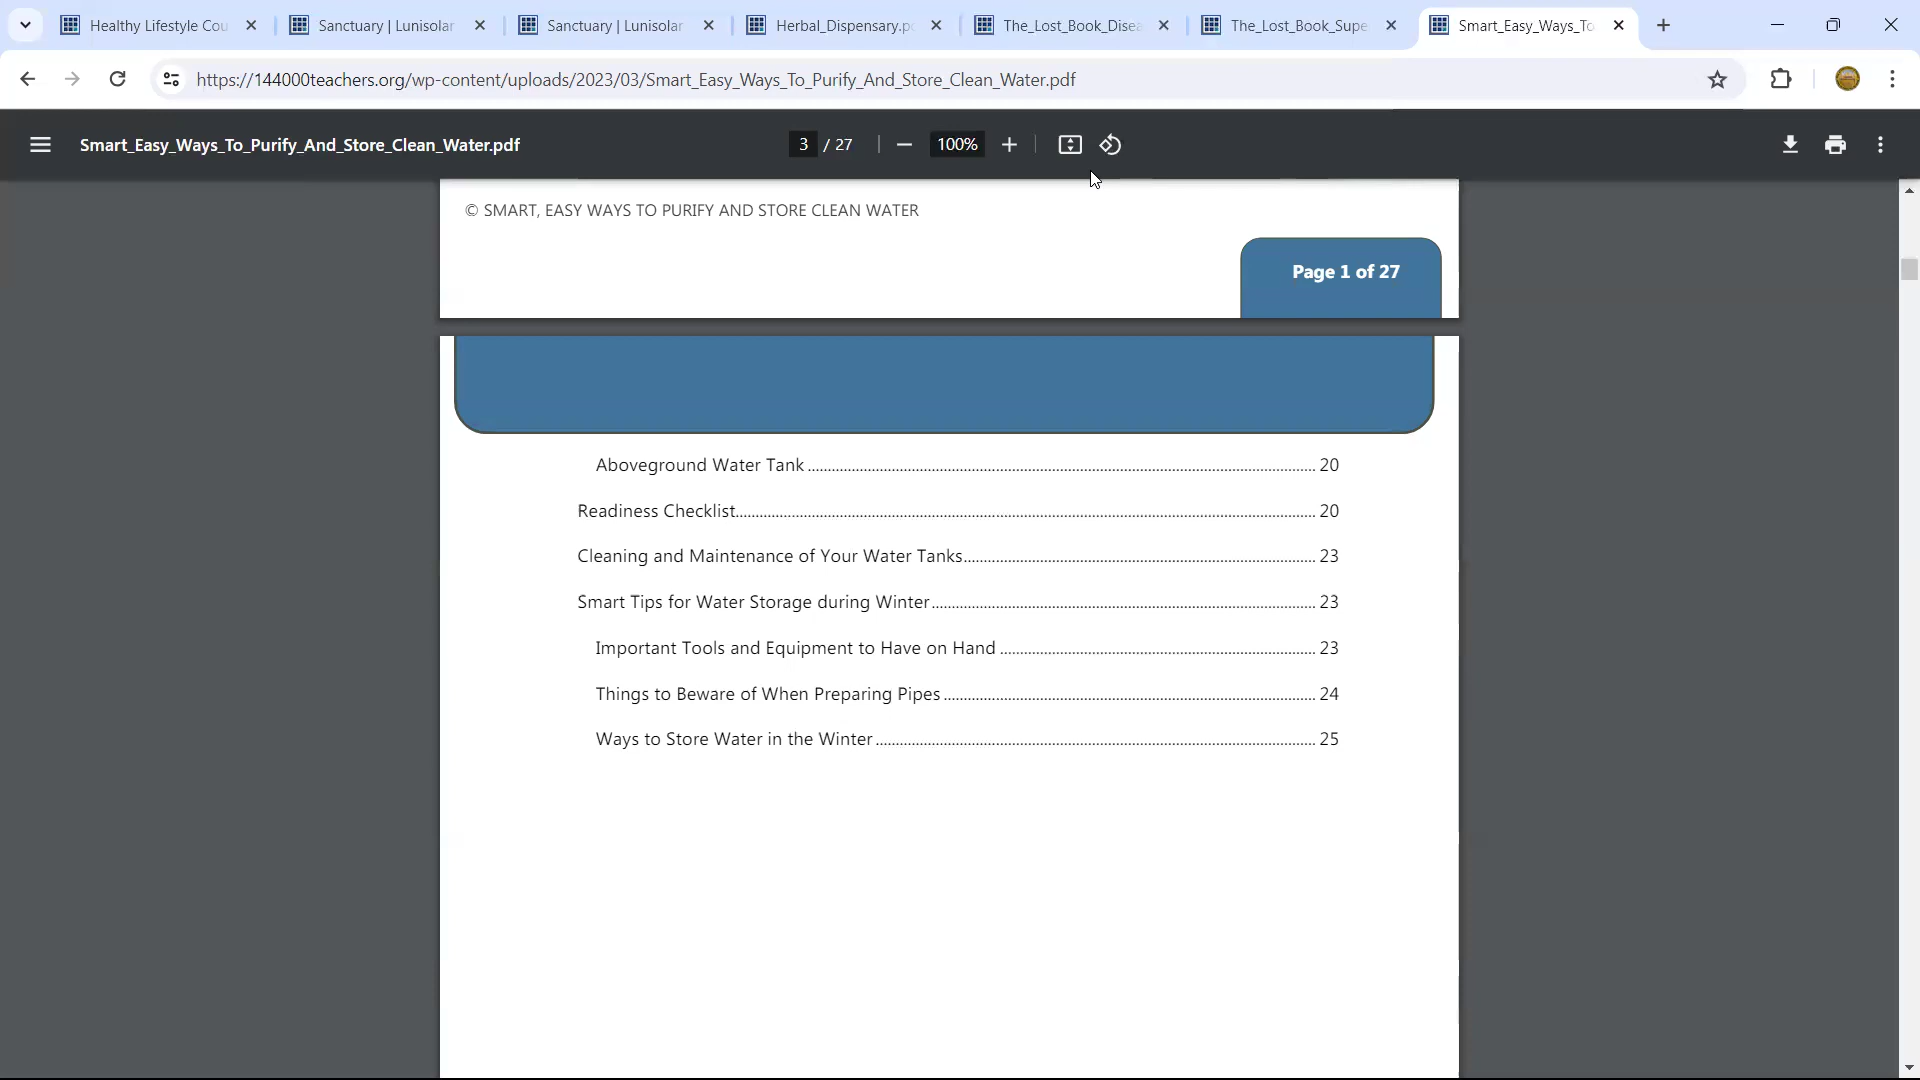 Healthy Lifestyle Cou
Sanctuary | Lunisolar
Sanctuary | Lunisolar
Herbal_Dispensary.p
The_Lost_Book_Disea
The_Lost_Book_Supe
Smart_Easy_Ways_To
https://144000teachers.org/wp-content/uploads/2023/03/Smart_Easy_Ways_To_Purify_And_Store_Clean_Water.pdf
Smart_Easy_Ways_To_Purify_And_Store_Clean_Water.pdf
3 / 27
100%
© SMART, EASY WAYS TO PURIFY AND STORE CLEAN WATER
Page 1 of 27
Aboveground Water Tank ........ 20
Readiness Checklist........ 20
Cleaning and Maintenance of Your Water Tanks........ 23
Smart Tips for Water Storage during Winter........ 23
Important Tools and Equipment to Have on Hand ........ 23
Things to Beware of When Preparing Pipes ........ 24
Ways to Store Water in the Winter ........ 25